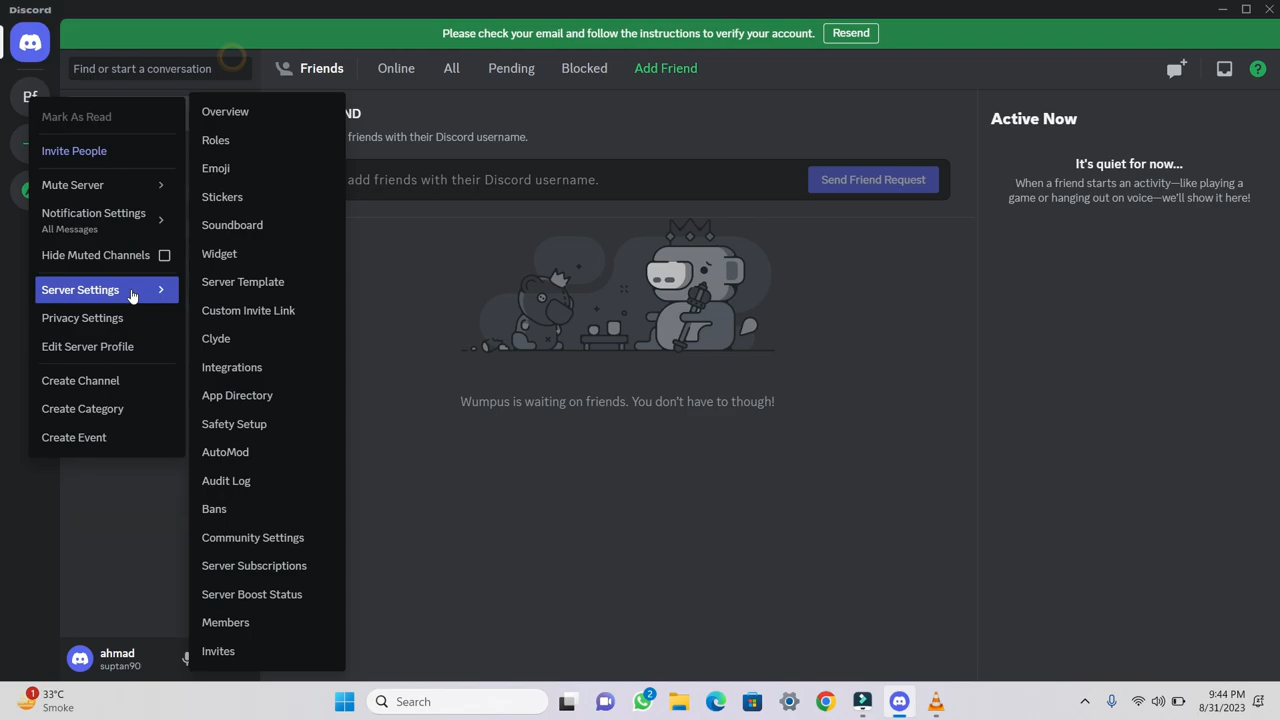 Discord
Please check your email and follow the instructions to verify your account. Resend
Find or start a conversation
Friends Online All Pending Blocked Add Friend
Mark As Read
Invite People
Mute Server
Notification Settings
All Messages
Hide Muted Channels
Server Settings
Privacy Settings
Edit Server Profile
Create Channel
Create Category
Create Event
Overview
Roles
Emoji
Stickers
Soundboard
Widget
Server Template
Custom Invite Link
Clyde
Integrations
App Directory
Safety Setup
AutoMod
Audit Log
Bans
Community Settings
Server Subscriptions
Server Boost Status
Members
Invites
ND
friends with their Discord username.
add friends with their Discord username. Send Friend Request
Wumpus is waiting on friends. You don't have to though!
Active Now
It's quiet for now...
When a friend starts an activity—like playing a
game or hanging out on voice—we'll show it here!
ahmad
suptan90
1
33°C
Smoke
Search
2
9:44 PM
8/31/2023